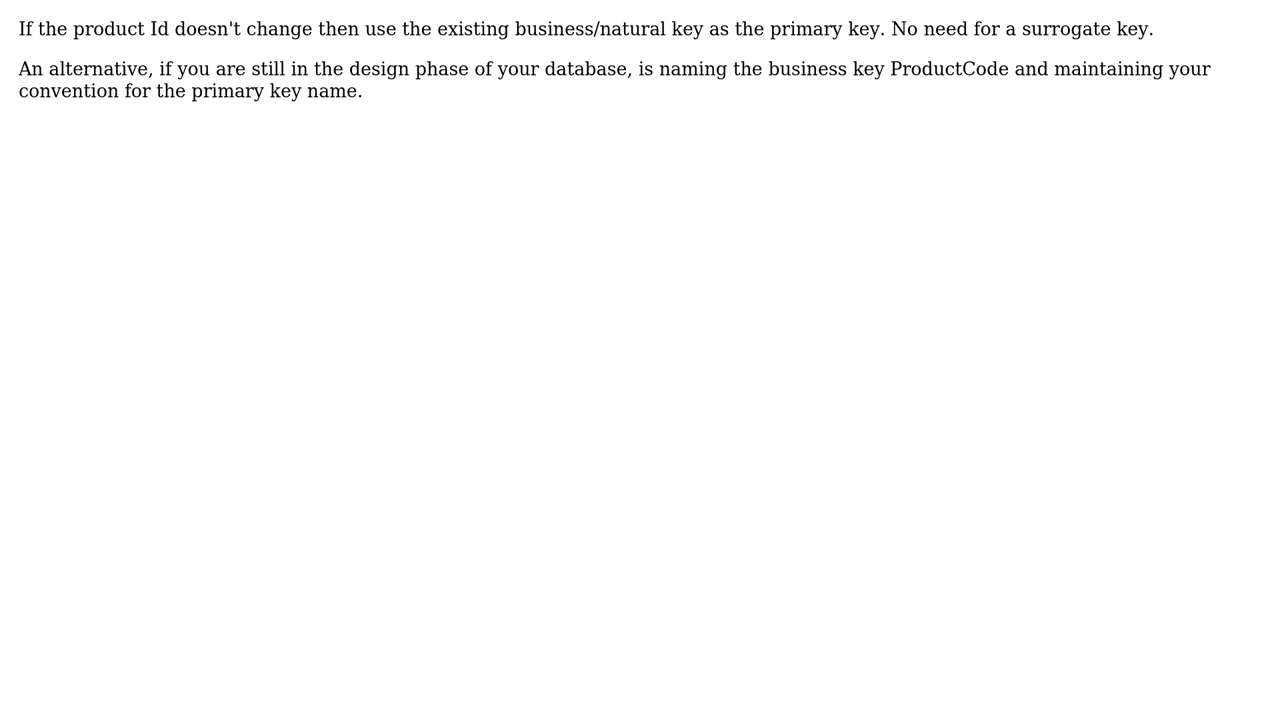 If the product Id doesn't change then use the existing business/natural key as the primary key. No need for a surrogate key.
An alternative, if you are still in the design phase of your database, is naming the business key ProductCode and maintaining your
convention for the primary key name.